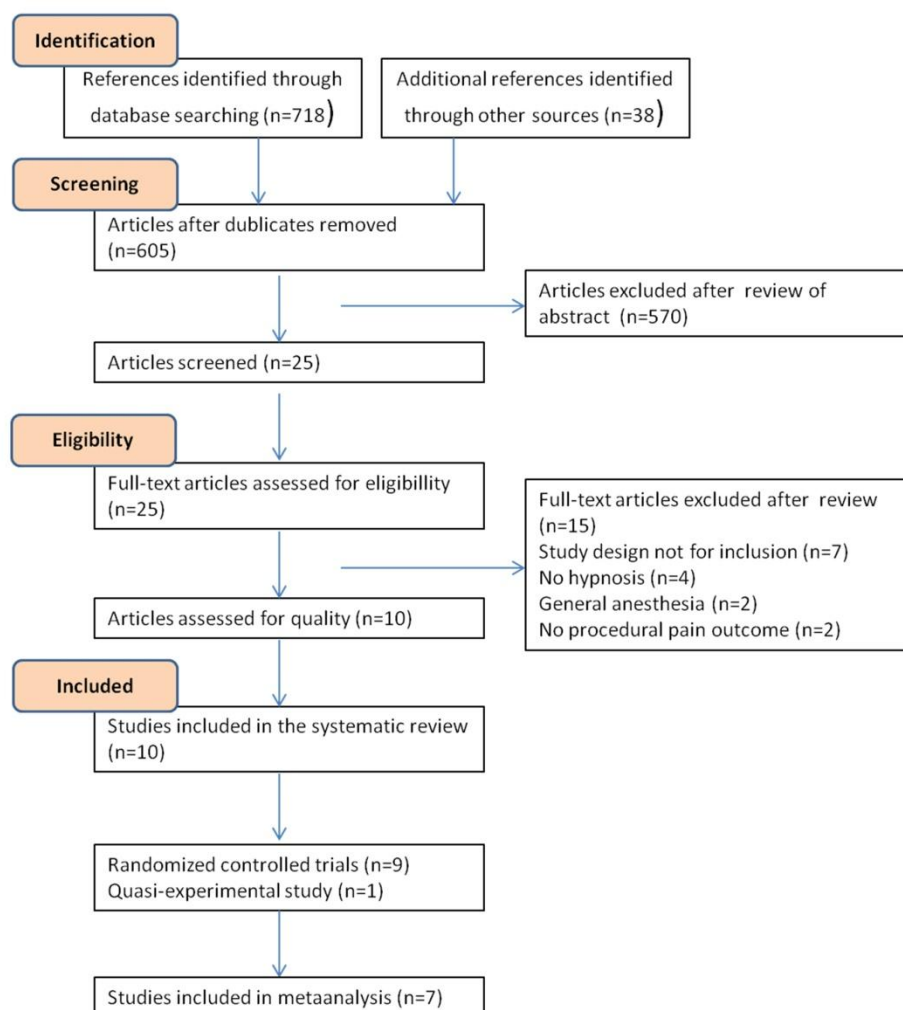 Identification
References identified through
database searching (n=718)
Additional references identified
through other sources (n=38)
Screening
Articles after dublicates removed
(n=605)
Articles excluded after review of
abstract (n=570)
Articles screened (n=25)
Eligibility
Full-text articles assessed for eligibillity
(n=25)
Full-text articles excluded after review
(n=15)
Study design not for inclusion (n=7)
No hypnosis (n=4)
General anesthesia (n=2)
No procedural pain outcome (n=2)
Articles assessed for quality (n=10)
Included
Studies included in the systematic review
(n=10)
Randomized controlled trials (n=9)
Quasi-experimental study (n=1)
Studies included in metaanalysis (n=7)